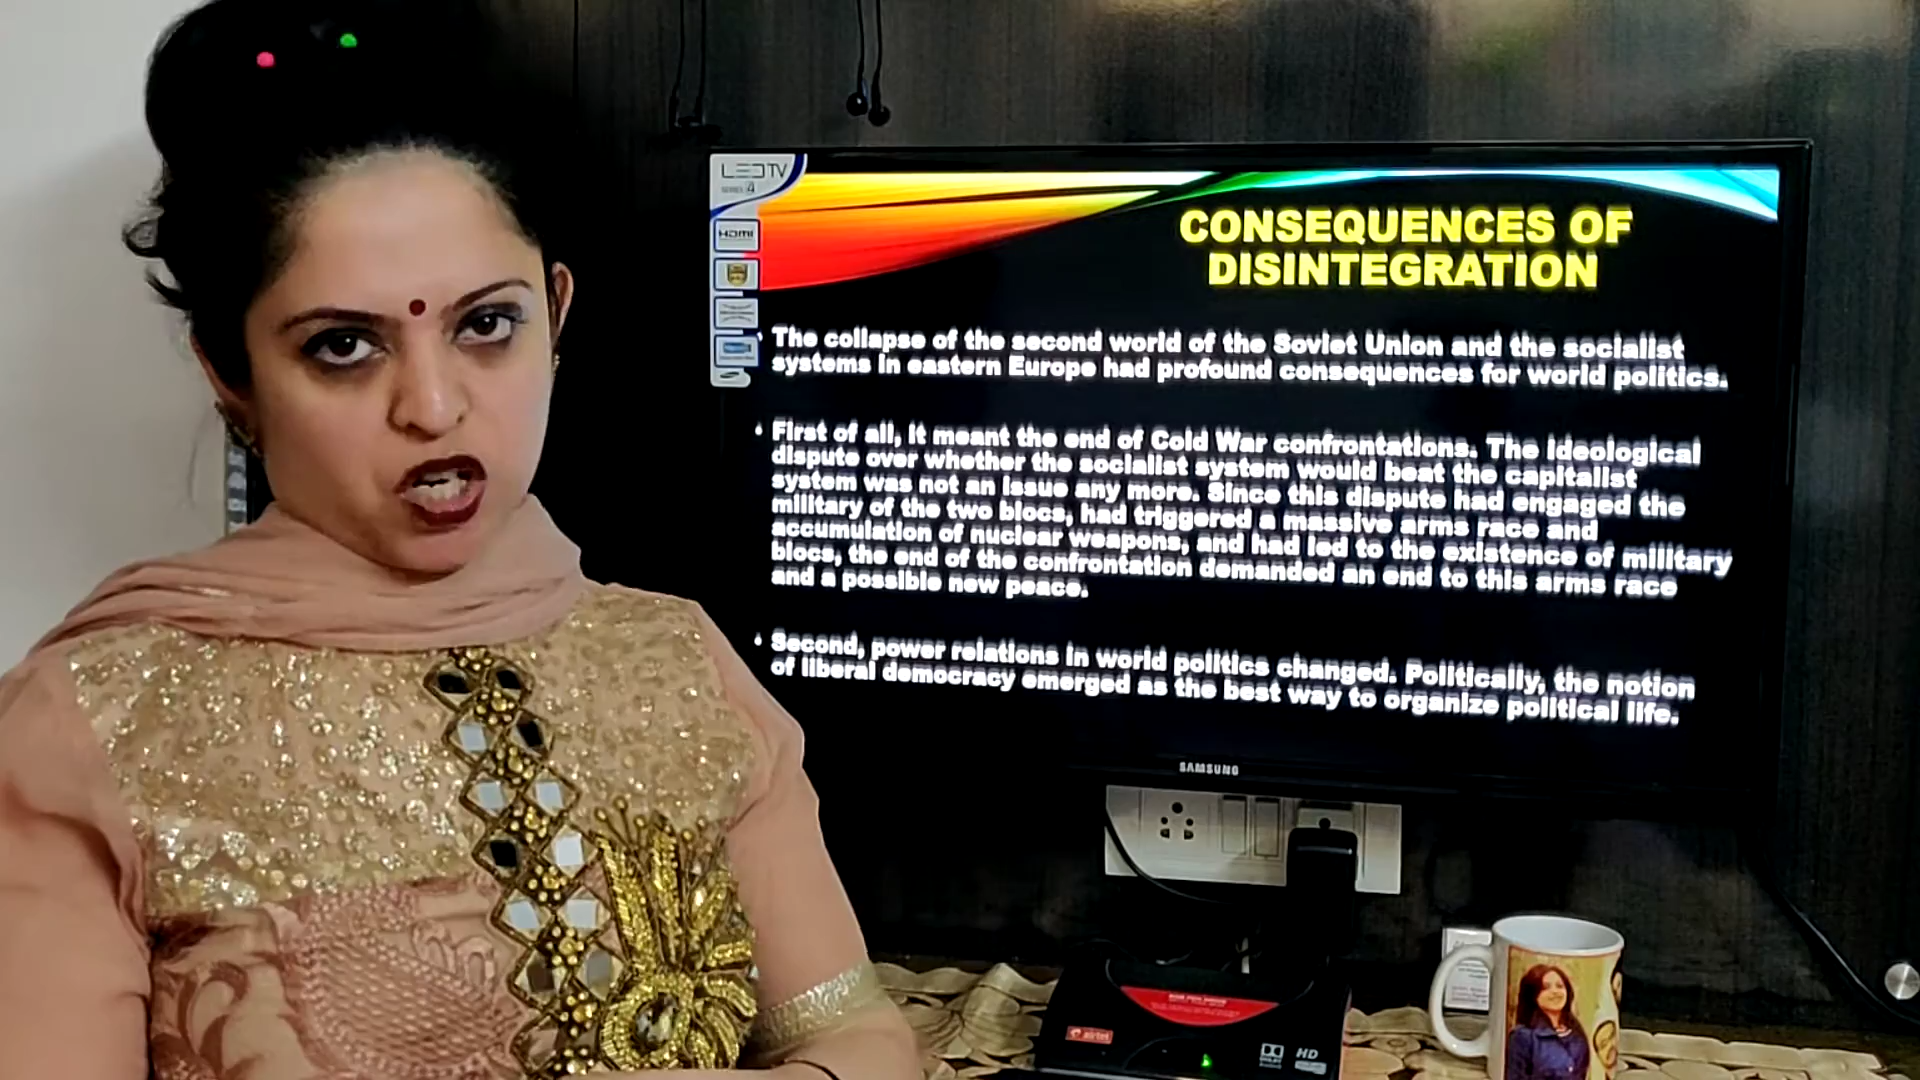 LED TV
SERIES 4
HDMI
CONSEQUENCES OF
DISINTEGRATION
The collapse of the second world of the Soviet Union and the socialist
systems in eastern Europe had profound consequences for world politics.
First of all, it meant the end of Cold War confrontations. The ideological
dispute over whether the socialist system would beat the capitalist
system was not an issue any more. Since this dispute had engaged the
military of the two blocs, had triggered a massive arms race and
accumulation of nuclear weapons, and had led to the existence of military
blocs, the end of the confrontation demanded an end to this arms race
and a possible new peace.
Second, power relations in world politics changed. Politically, the notion
of liberal democracy emerged as the best way to organize political life.
SAMSUNG
airtel
DOLBY
HD